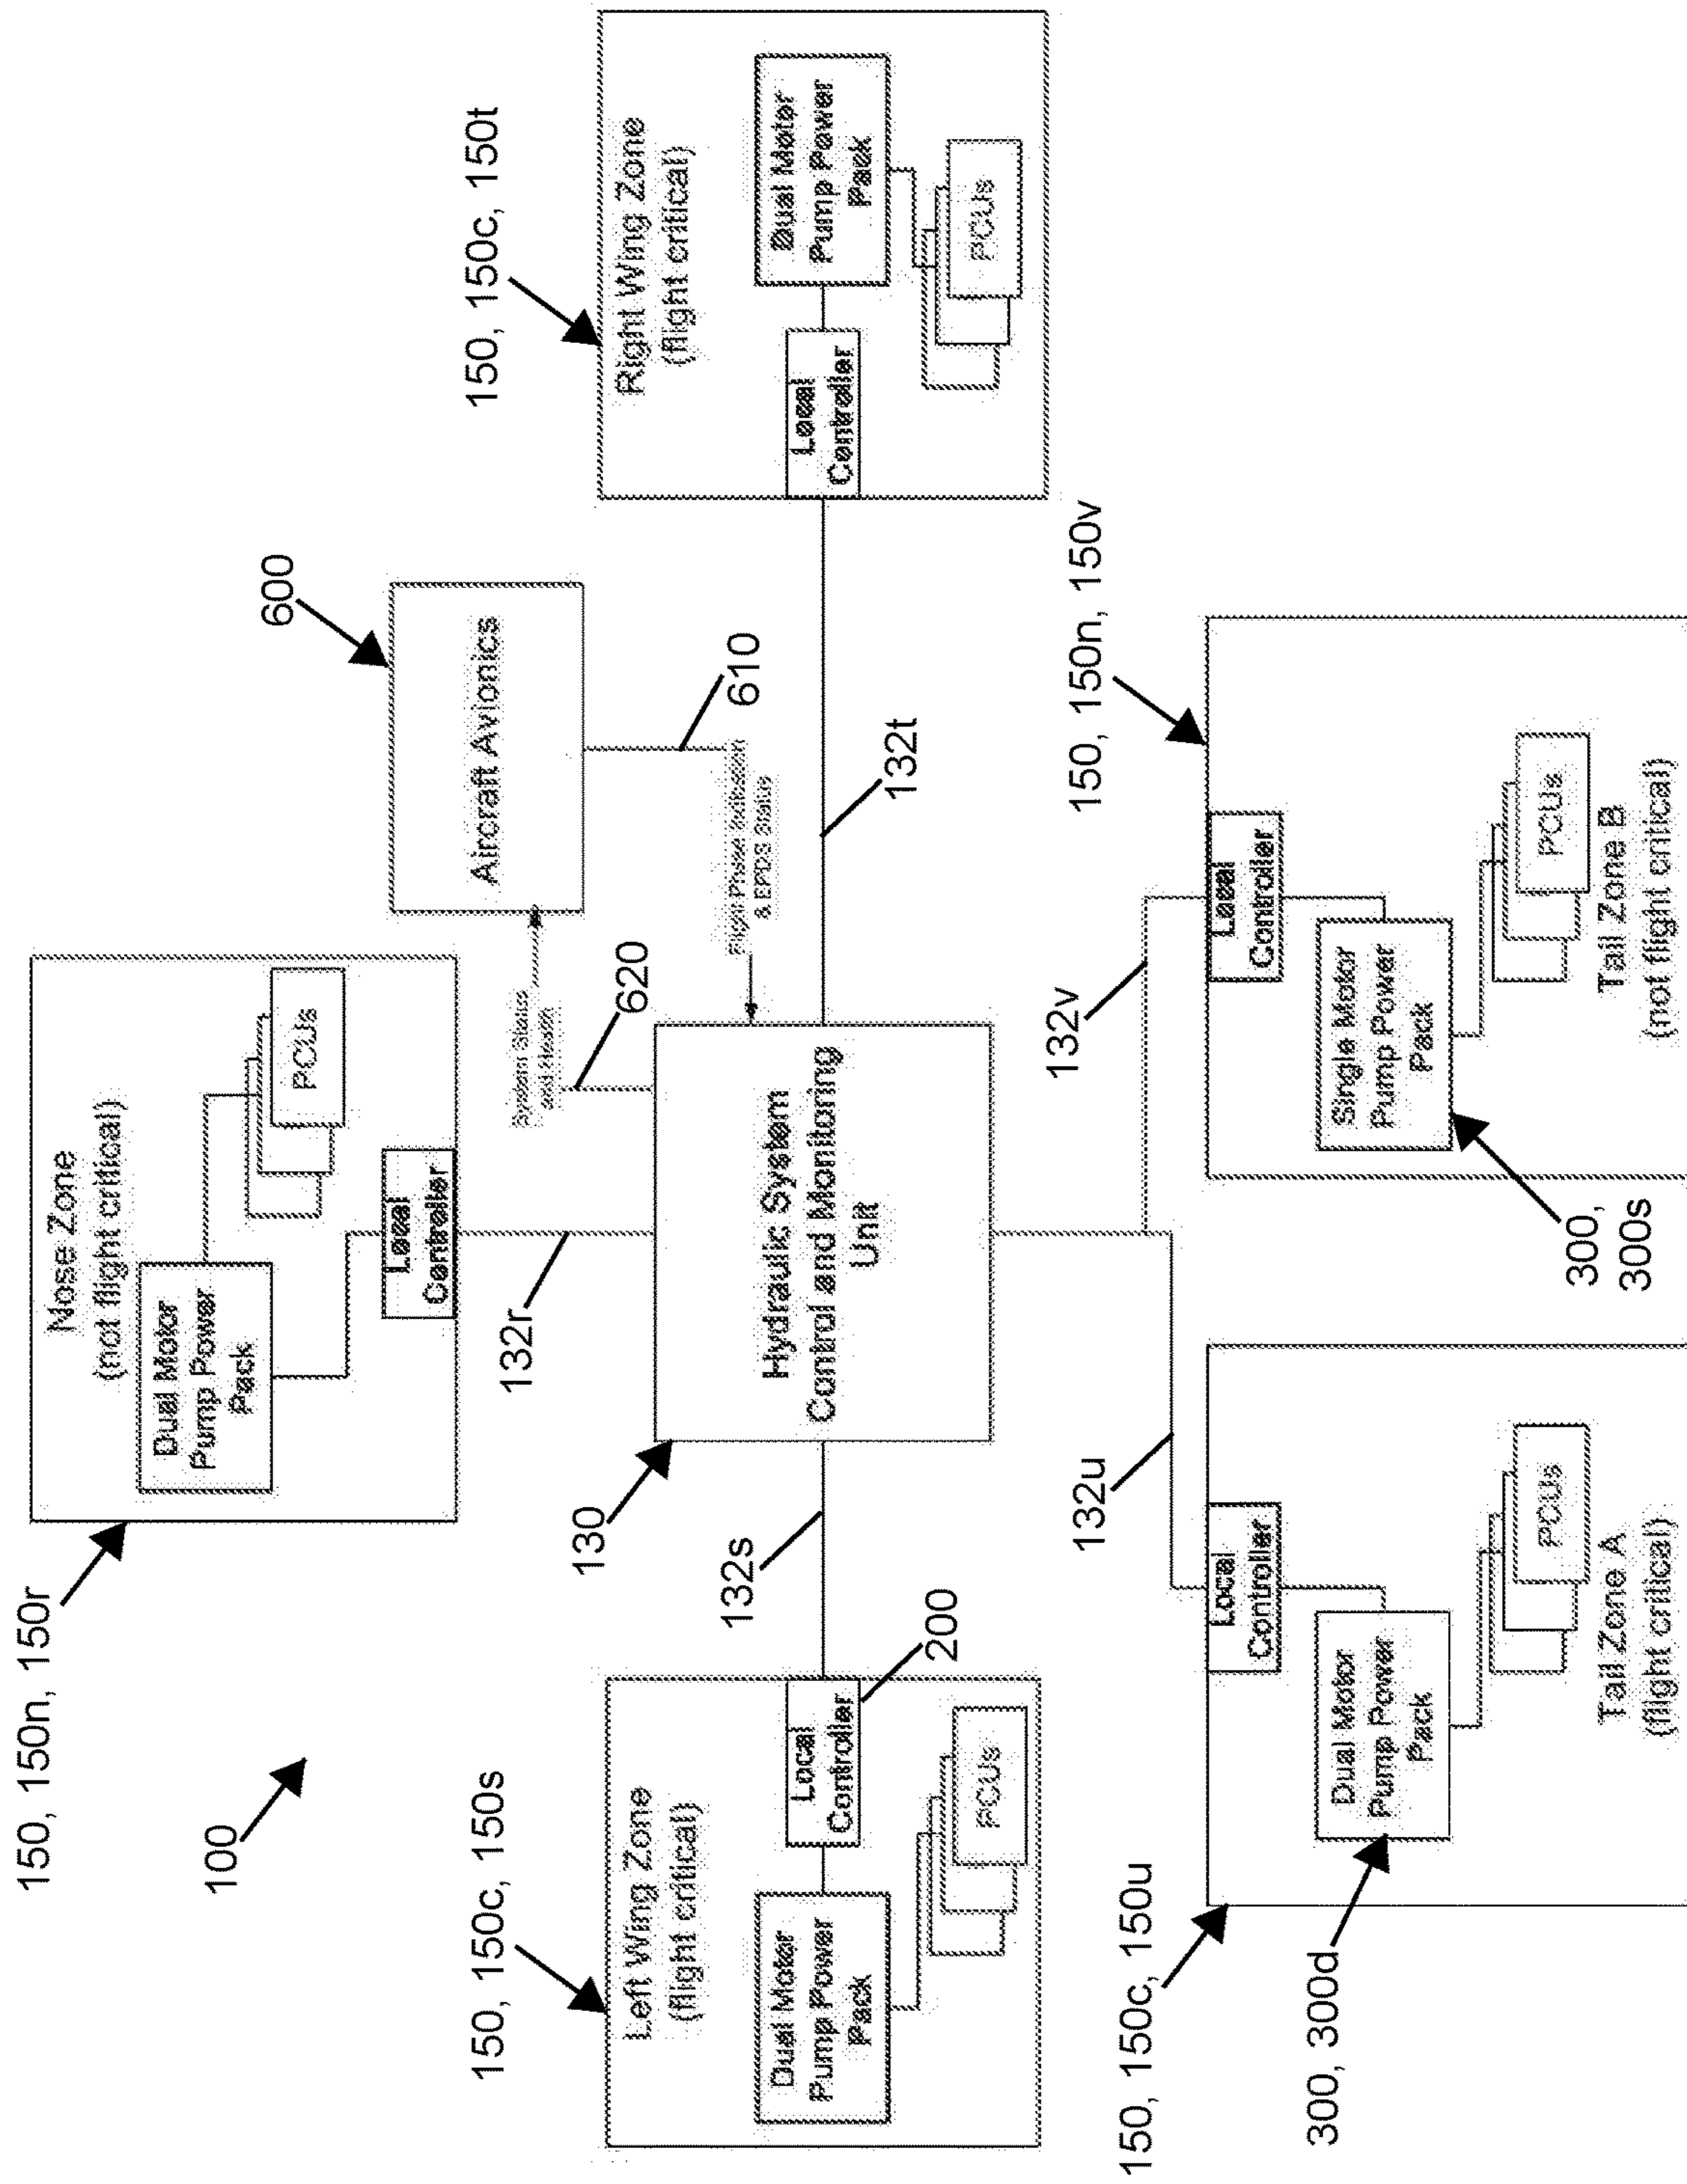 150, 150n, 150r
100
Nose Zone
(not flight critical)
Dual Motor
Pump Power
Pack
PCUs
Local
Controller
132r
600
Aircraft Avionics
610
System Status
and Health
620
Flight Phase Indication
& EPDS Status
130
Hydraulic System
Control and Monitoring
Unit
150, 150c, 150s
Left Wing Zone
(flight critical)
Dual Motor
Pump Power
Pack
Local
Controller
200
PCUs
132s
150, 150c, 150t
Right Wing Zone
(flight critical)
Local
Controller
Dual Motor
Pump Power
Pack
PCUs
132t
150, 150c, 150u
132u
Local
Controller
Dual Motor
Pump Power
Pack
300, 300d
PCUs
Tail Zone A
(flight critical)
150, 150n, 150v
132v
Local
Controller
Single Motor
Pump Power
Pack
300,
300s
PCUs
Tail Zone B
(not flight critical)